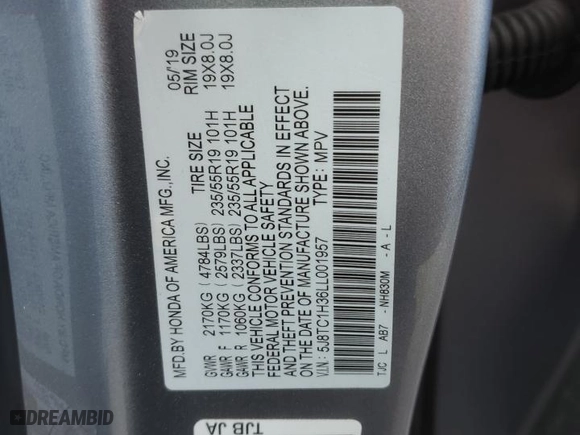 MFD.BY HONDA OF AMERICA MFG.,INC. 05/19
TIRE SIZE RIM SIZE
GVWR 2170KG (4784LBS)
GAWR F 1170KG (2579LBS) 235/55R19 101H 19X8.0J
GAWR R 1060KG (2337LBS) 235/55R19 101H 19X8.0J
THIS VEHICLE CONFORMS TO ALL APPLICABLE
FEDERAL MOTOR VEHICLE SAFETY
AND THEFT PREVENTION STANDARDS IN EFFECT
ON THE DATE OF MANUFACTURE SHOWN ABOVE.
V.I.N.: 5J8TC1H36LL001957 TYPE: MPV
TJC L AB7 -NH830M -A-L
TJB JA
DREAMBID